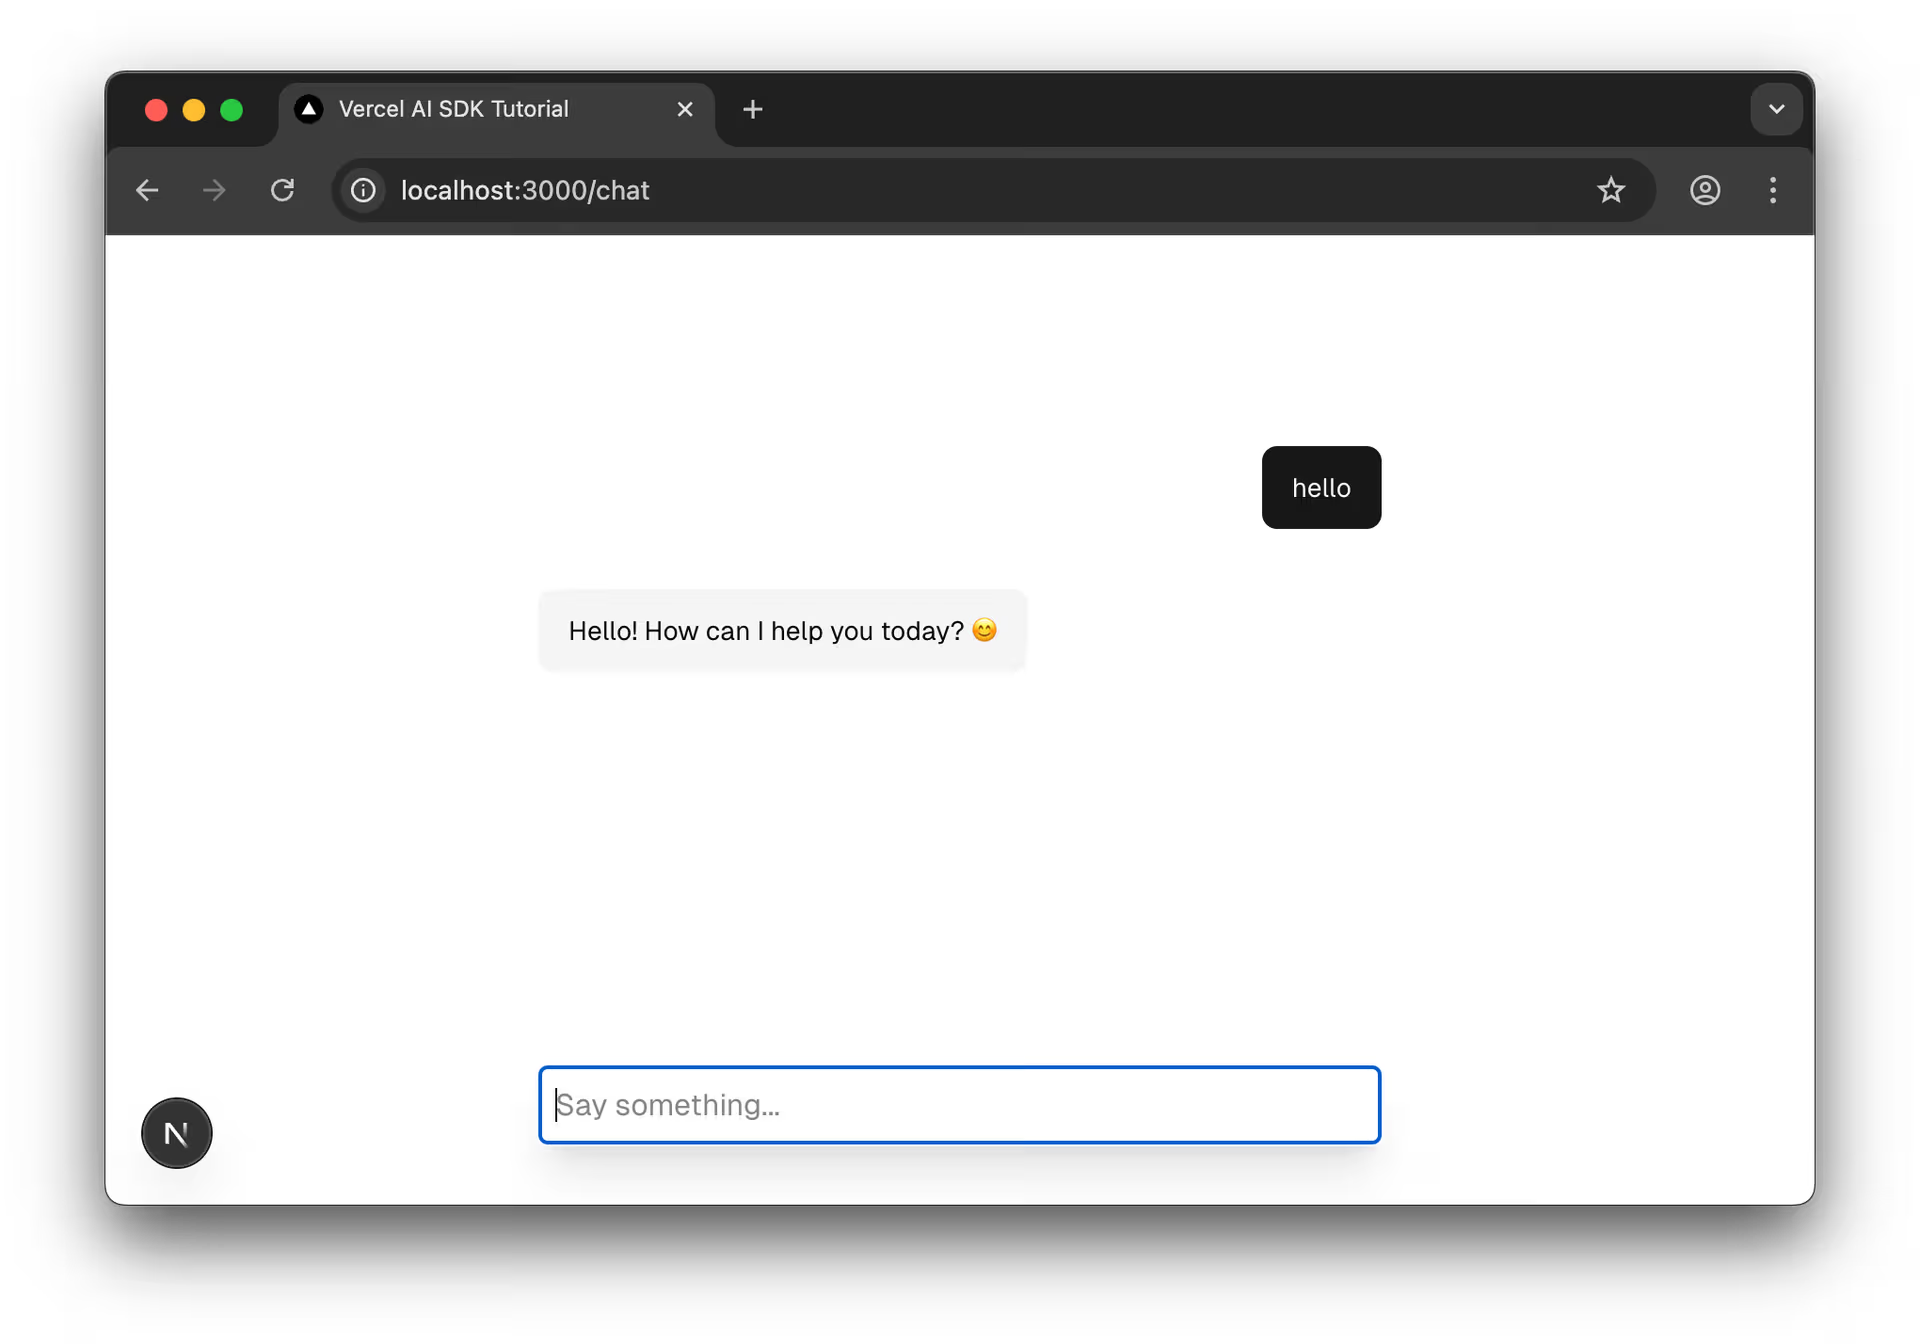 Vercel AI SDK Tutorial
localhost:3000/chat
hello
Hello! How can I help you today? 😊
Say something...
N